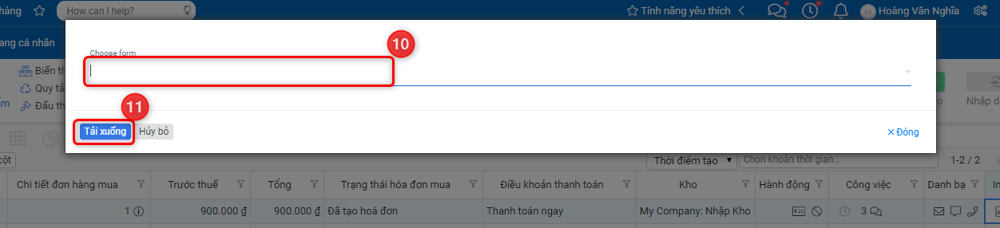 hàng
How can I help?
Tính năng yêu thích
Hoàng Văn Nghĩa
ang cá nhân
10
Choose form
Biến th
Quy tắ
Đấu th
Nhập d
11
Tải xuống
Hủy bỏ
Đóng
cột
Thời điểm tạo
Chọn khoản thời gian...
1-2 / 2
Chi tiết đơn hàng mua
Trước thuế
Tổng
Trạng thái hóa đơn mua
Điều khoản thanh toán
Kho
Hành động
Công việc
Danh bạ
In
1
900.000 ₫
900.000 ₫
Đã tạo hoá đơn
Thanh toán ngay
My Company: Nhập Kho
3